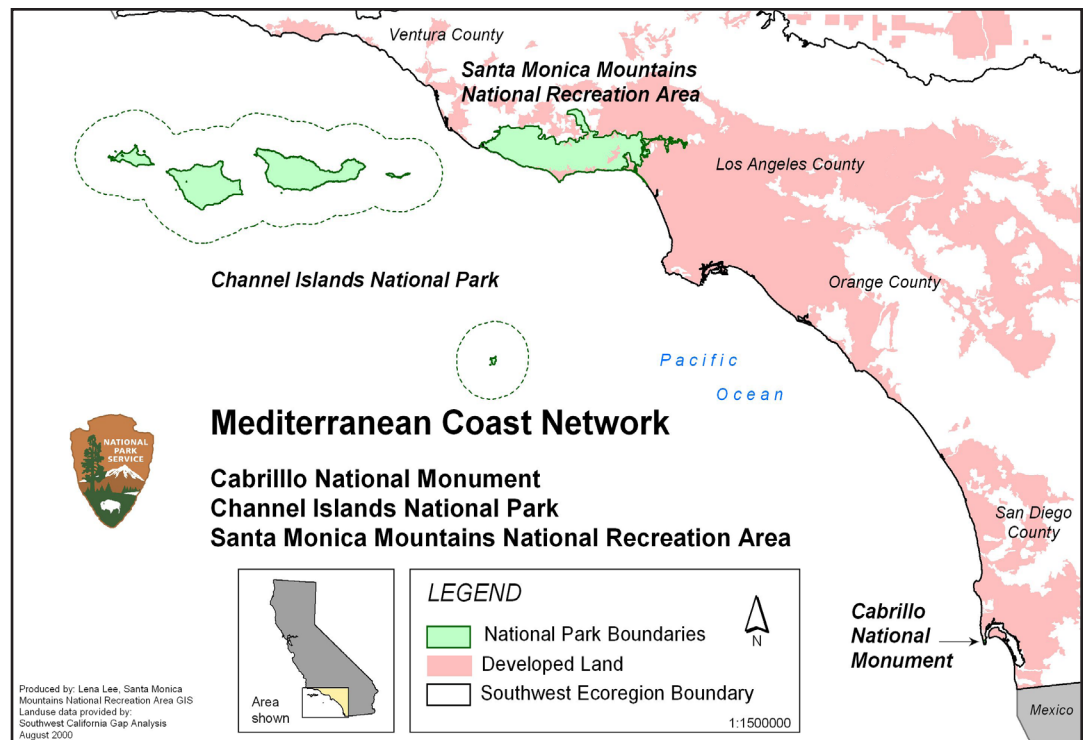 Ventura County
Santa Monica Mountains
National Recreation Area
Los Angeles County
Channel Islands National Park
Orange County
Pacific
Ocean
NATIONAL
PARK
SERVICE
Mediterranean Coast Network
Cabrilllo National Monument
Channel Islands National Park
Santa Monica Mountains National Recreation Area
San Diego
County
Cabrillo
National
Monument
Mexico
LEGEND
National Park Boundaries
Developed Land
Southwest Ecoregion Boundary
N
1:1500000
Area
shown
Produced by: Lena Lee, Santa Monica
Mountains National Recreation Area GIS
Landuse data provided by:
Southwest California Gap Analysis
August 2000